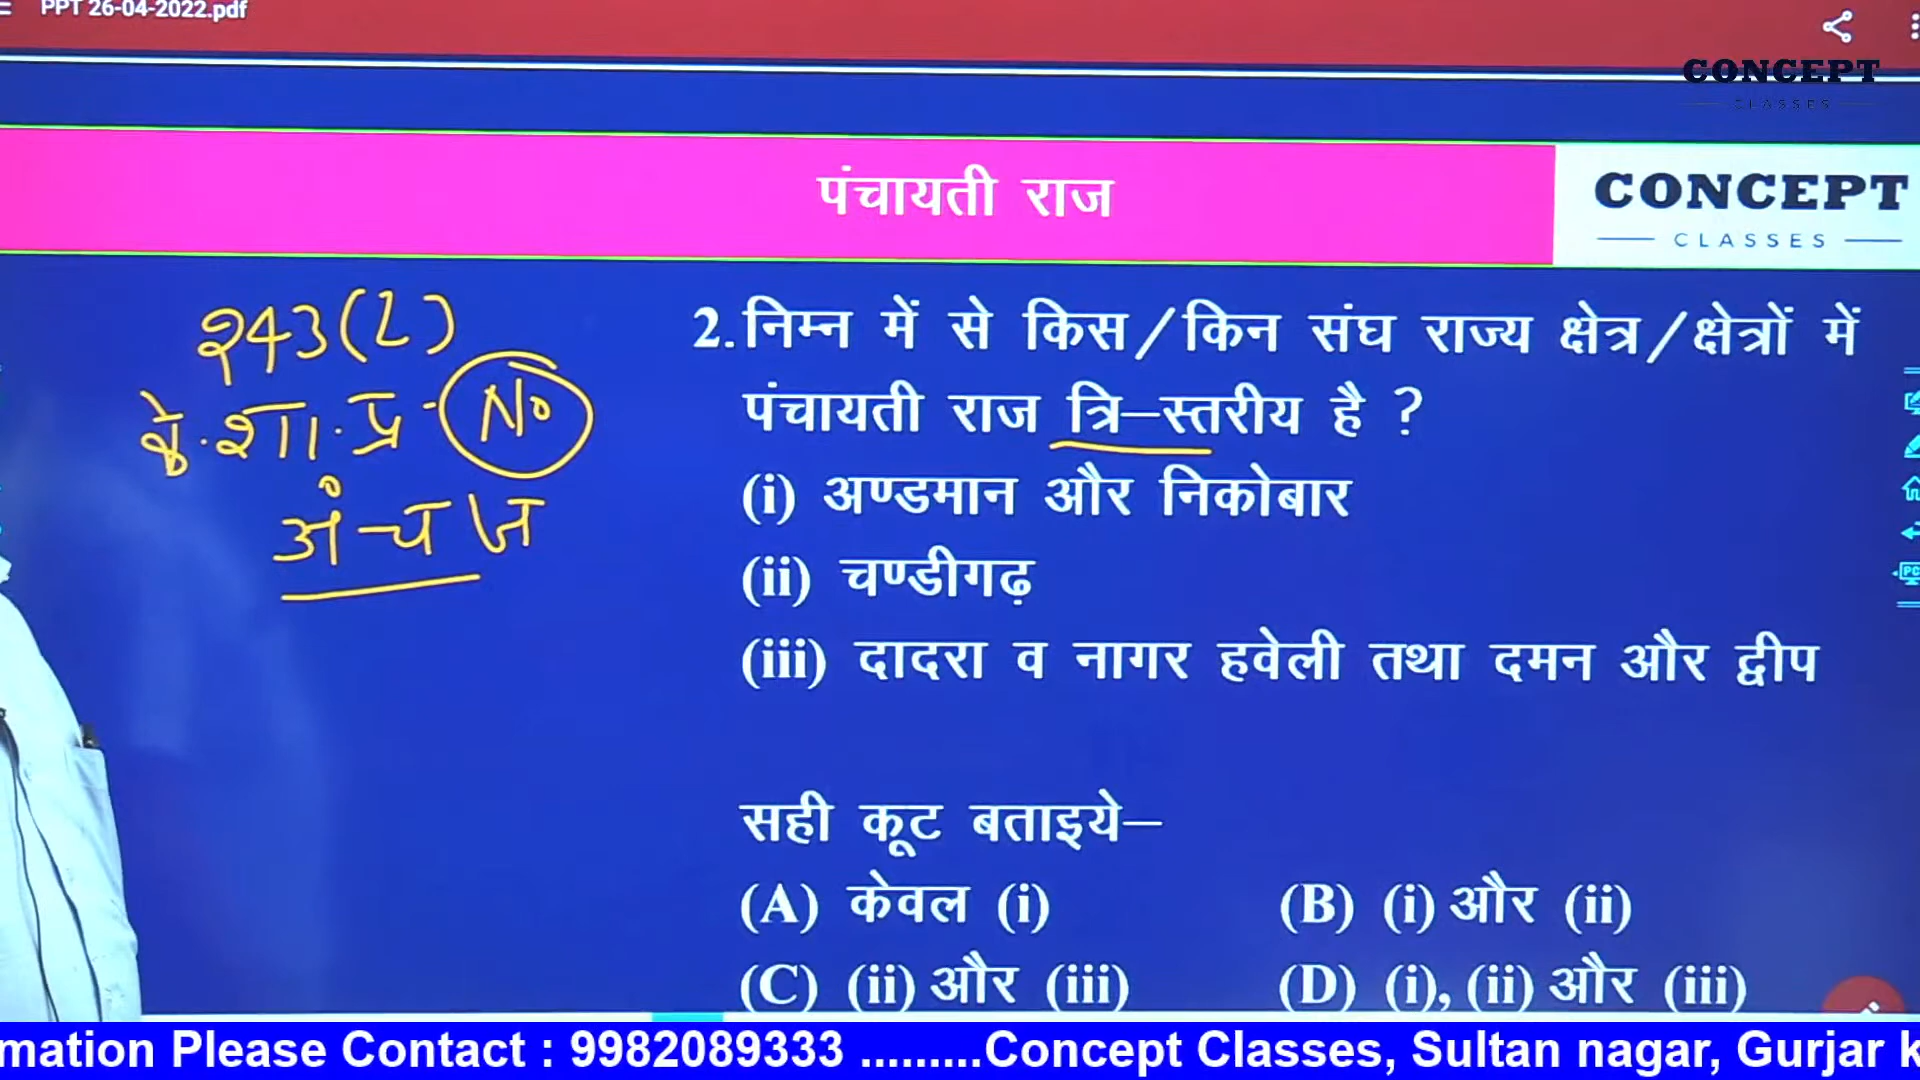 PPT 26-04-2022.pdf
CONCEPT
CLASSES
पंचायती राज
CONCEPT
CLASSES
243(L)
के.शा.प्र - No
अं च ज
2. निम्न में से किस/किन संघ राज्य क्षेत्र/क्षेत्रों में
पंचायती राज त्रि–स्तरीय है ?
(i) अण्डमान और निकोबार
(ii) चण्डीगढ़
(iii) दादरा व नागर हवेली तथा दमन और द्वीप
सही कूट बताइये–
(A) केवल (i)
(B) (i) और (ii)
(C) (ii) और (iii)
(D) (i), (ii) और (iii)
mation Please Contact : 9982089333 .........Concept Classes, Sultan nagar, Gurjar k